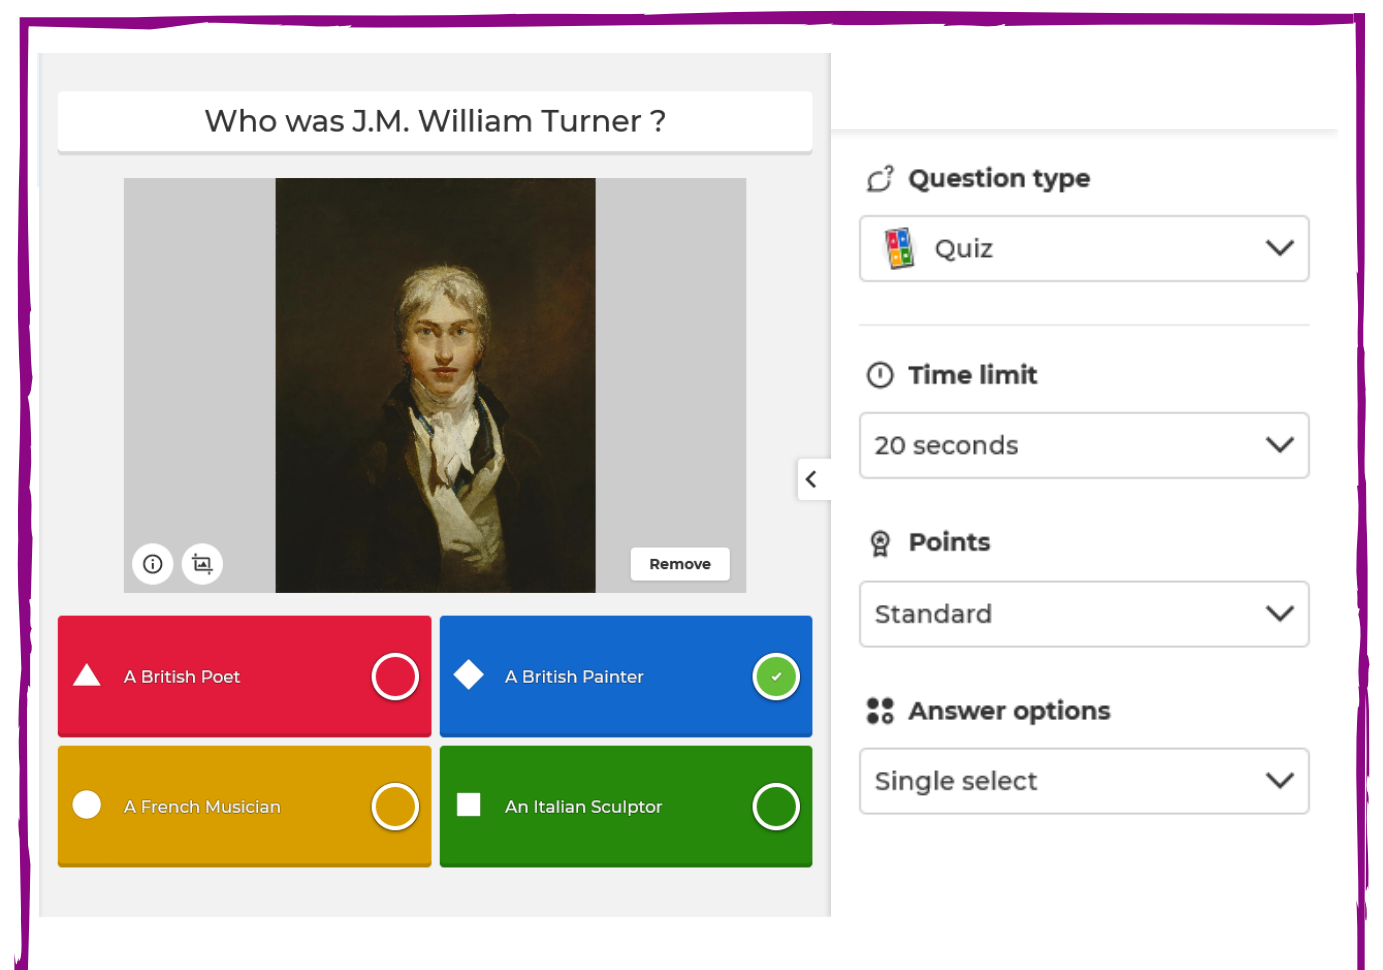 Who was J.M. William Turner ?
Remove
A British Poet
A British Painter
A French Musician
An Italian Sculptor
Question type
Quiz
Time limit
20 seconds
Points
Standard
Answer options
Single select